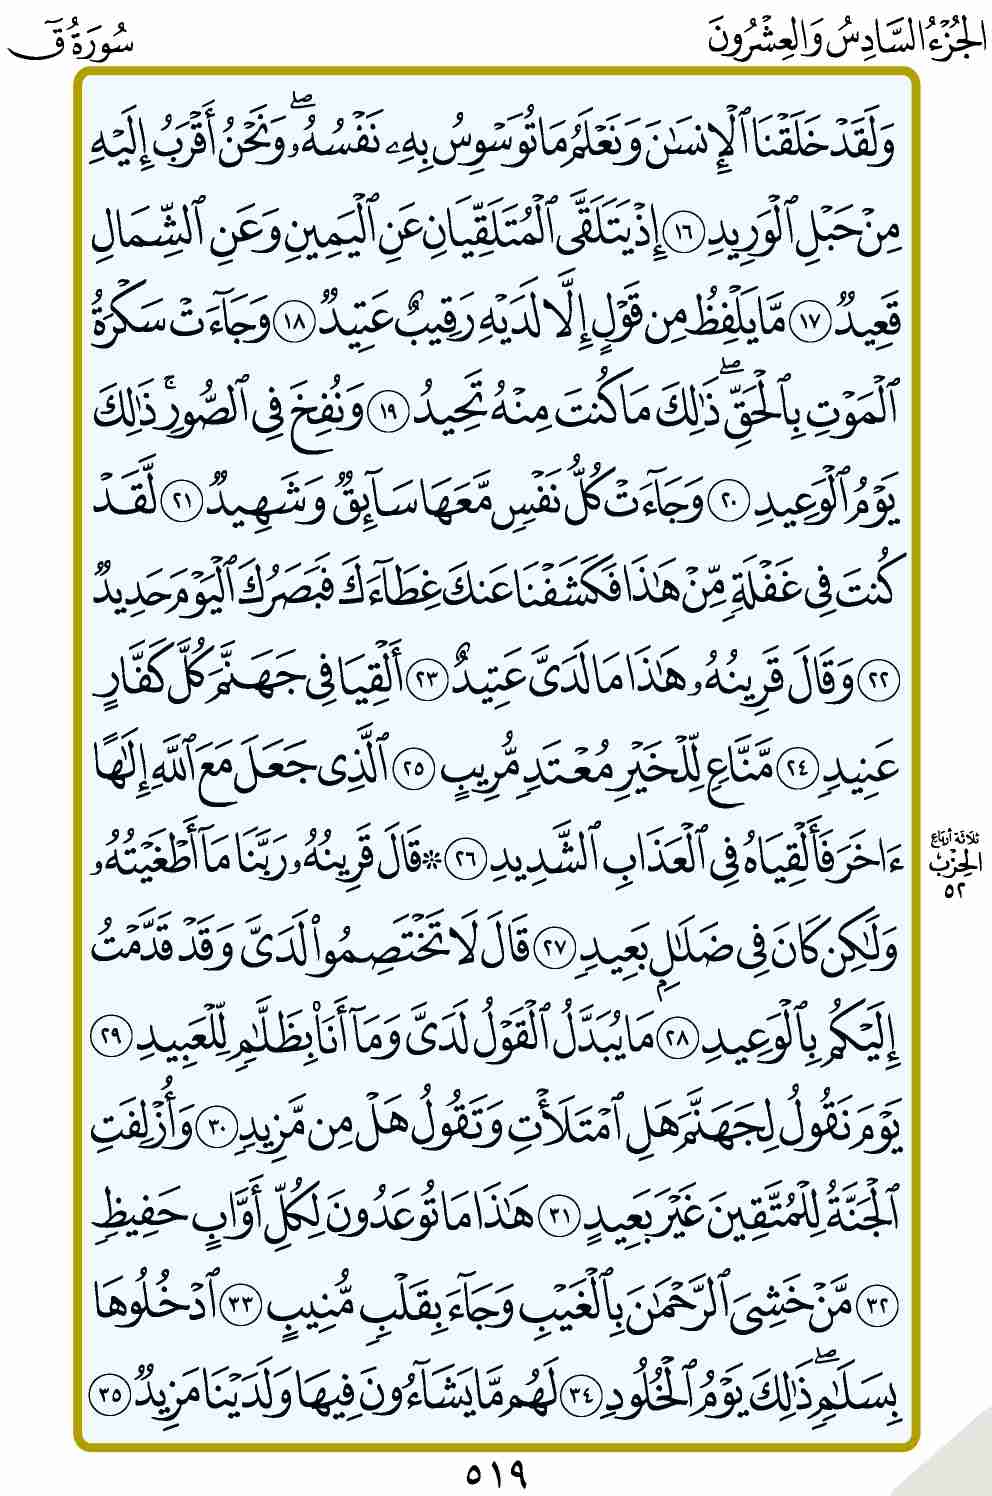 الجُزْءُ السَّادِسُ وَالعِشْرُونَ
سُورَةُ قٓ
وَلَقَدْ خَلَقْنَا ٱلْإِنسَٰنَ وَنَعْلَمُ مَا تُوَسْوِسُ بِهِۦ نَفْسُهُۥ ۖ وَنَحْنُ أَقْرَبُ إِلَيْهِ
مِنْ حَبْلِ ٱلْوَرِيدِ ١٦ إِذْ يَتَلَقَّى ٱلْمُتَلَقِّيَانِ عَنِ ٱلْيَمِينِ وَعَنِ ٱلشِّمَالِ
قَعِيدٌ ١٧ مَّا يَلْفِظُ مِن قَوْلٍ إِلَّا لَدَيْهِ رَقِيبٌ عَتِيدٌ ١٨ وَجَآءَتْ سَكْرَةُ
ٱلْمَوْتِ بِٱلْحَقِّ ۖ ذَٰلِكَ مَا كُنتَ مِنْهُ تَحِيدُ ١٩ وَنُفِخَ فِي ٱلصُّورِ ۚ ذَٰلِكَ
يَوْمُ ٱلْوَعِيدِ ٢٠ وَجَآءَتْ كُلُّ نَفْسٍ مَّعَهَا سَآئِقٌ وَشَهِيدٌ ٢١ لَّقَدْ
كُنتَ فِي غَفْلَةٍ مِّنْ هَٰذَا فَكَشَفْنَا عَنكَ غِطَآءَكَ فَبَصَرُكَ ٱلْيَوْمَ حَدِيدٌ
٢٢ وَقَالَ قَرِينُهُۥ هَٰذَا مَا لَدَىَّ عَتِيدٌ ٢٣ أَلْقِيَا فِي جَهَنَّمَ كُلَّ كَفَّارٍ
عَنِيدٍ ٢٤ مَّنَّاعٍ لِّلْخَيْرِ مُعْتَدٍ مُّرِيبٍ ٢٥ ٱلَّذِى جَعَلَ مَعَ ٱللَّهِ إِلَٰهًا
ءَاخَرَ فَأَلْقِيَاهُ فِي ٱلْعَذَابِ ٱلشَّدِيدِ ٢٦ ۞ قَالَ قَرِينُهُۥ رَبَّنَا مَآ أَطْغَيْتُهُۥ
ثلاثة أرباع
الحِزْب
٥٢
وَلَٰكِن كَانَ فِي ضَلَٰلٍ بَعِيدٍ ٢٧ قَالَ لَا تَخْتَصِمُوا۟ لَدَىَّ وَقَدْ قَدَّمْتُ
إِلَيْكُم بِٱلْوَعِيدِ ٢٨ مَا يُبَدَّلُ ٱلْقَوْلُ لَدَىَّ وَمَآ أَنَا۠ بِظَلَّٰمٍ لِّلْعَبِيدِ ٢٩
يَوْمَ نَقُولُ لِجَهَنَّمَ هَلِ ٱمْتَلَأْتِ وَتَقُولُ هَلْ مِن مَّزِيدٍ ٣٠ وَأُزْلِفَتِ
ٱلْجَنَّةُ لِلْمُتَّقِينَ غَيْرَ بَعِيدٍ ٣١ هَٰذَا مَا تُوعَدُونَ لِكُلِّ أَوَّابٍ حَفِيظٍ
٣٢ مَّنْ خَشِىَ ٱلرَّحْمَٰنَ بِٱلْغَيْبِ وَجَآءَ بِقَلْبٍ مُّنِيبٍ ٣٣ ٱدْخُلُوهَا
بِسَلَٰمٍ ۖ ذَٰلِكَ يَوْمُ ٱلْخُلُودِ ٣٤ لَهُم مَّا يَشَآءُونَ فِيهَا وَلَدَيْنَا مَزِيدٌ ٣٥
٥١٩